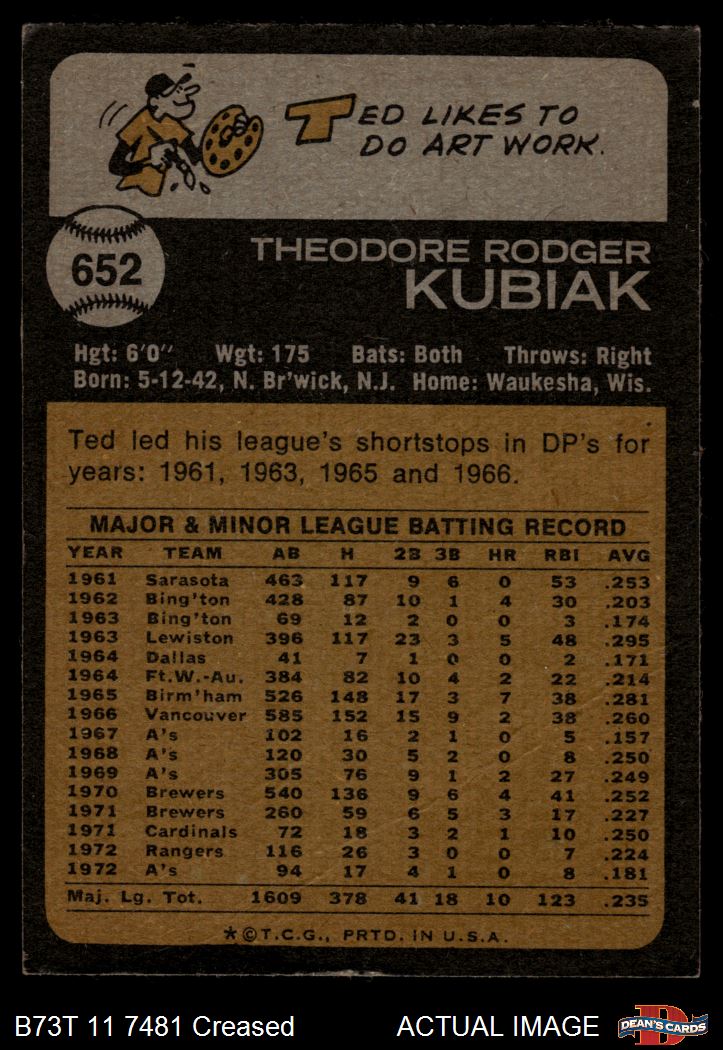 TED LIKES TO
DO ART WORK.
652
THEODORE RODGER
KUBIAK
Hgt: 6'0" Wgt: 175 Bats: Both Throws: Right
Born: 5-12-42, N. Br'wick, N.J. Home: Waukesha, Wis.
Ted led his league's shortstops in DP's for
years: 1961, 1963, 1965 and 1966.
MAJOR & MINOR LEAGUE BATTING RECORD
YEAR TEAM AB H 2B 3B HR RBI AVG
1961 Sarasota 463 117 9 6 0 53 .253
1962 Bing'ton 428 87 10 1 4 30 .203
1963 Bing'ton 69 12 2 0 0 3 .174
1963 Lewiston 396 117 23 3 5 48 .295
1964 Dallas 41 7 1 0 0 2 .171
1964 Ft.W.-Au. 384 82 10 4 2 22 .214
1965 Birm'ham 526 148 17 3 7 38 .281
1966 Vancouver 585 152 15 9 2 38 .260
1967 A's 102 16 2 1 0 5 .157
1968 A's 120 30 5 2 0 8 .250
1969 A's 305 76 9 1 2 27 .249
1970 Brewers 540 136 9 6 4 41 .252
1971 Brewers 260 59 6 5 3 17 .227
1971 Cardinals 72 18 3 2 1 10 .250
1972 Rangers 116 26 3 0 0 7 .224
1972 A's 94 17 4 1 0 8 .181
Maj. Lg. Tot. 1609 378 41 18 10 123 .235
*©T.C.G., PRTD. IN U.S.A.
B73T 11 7481 Creased ACTUAL IMAGE
D
DEAN'S CARDS